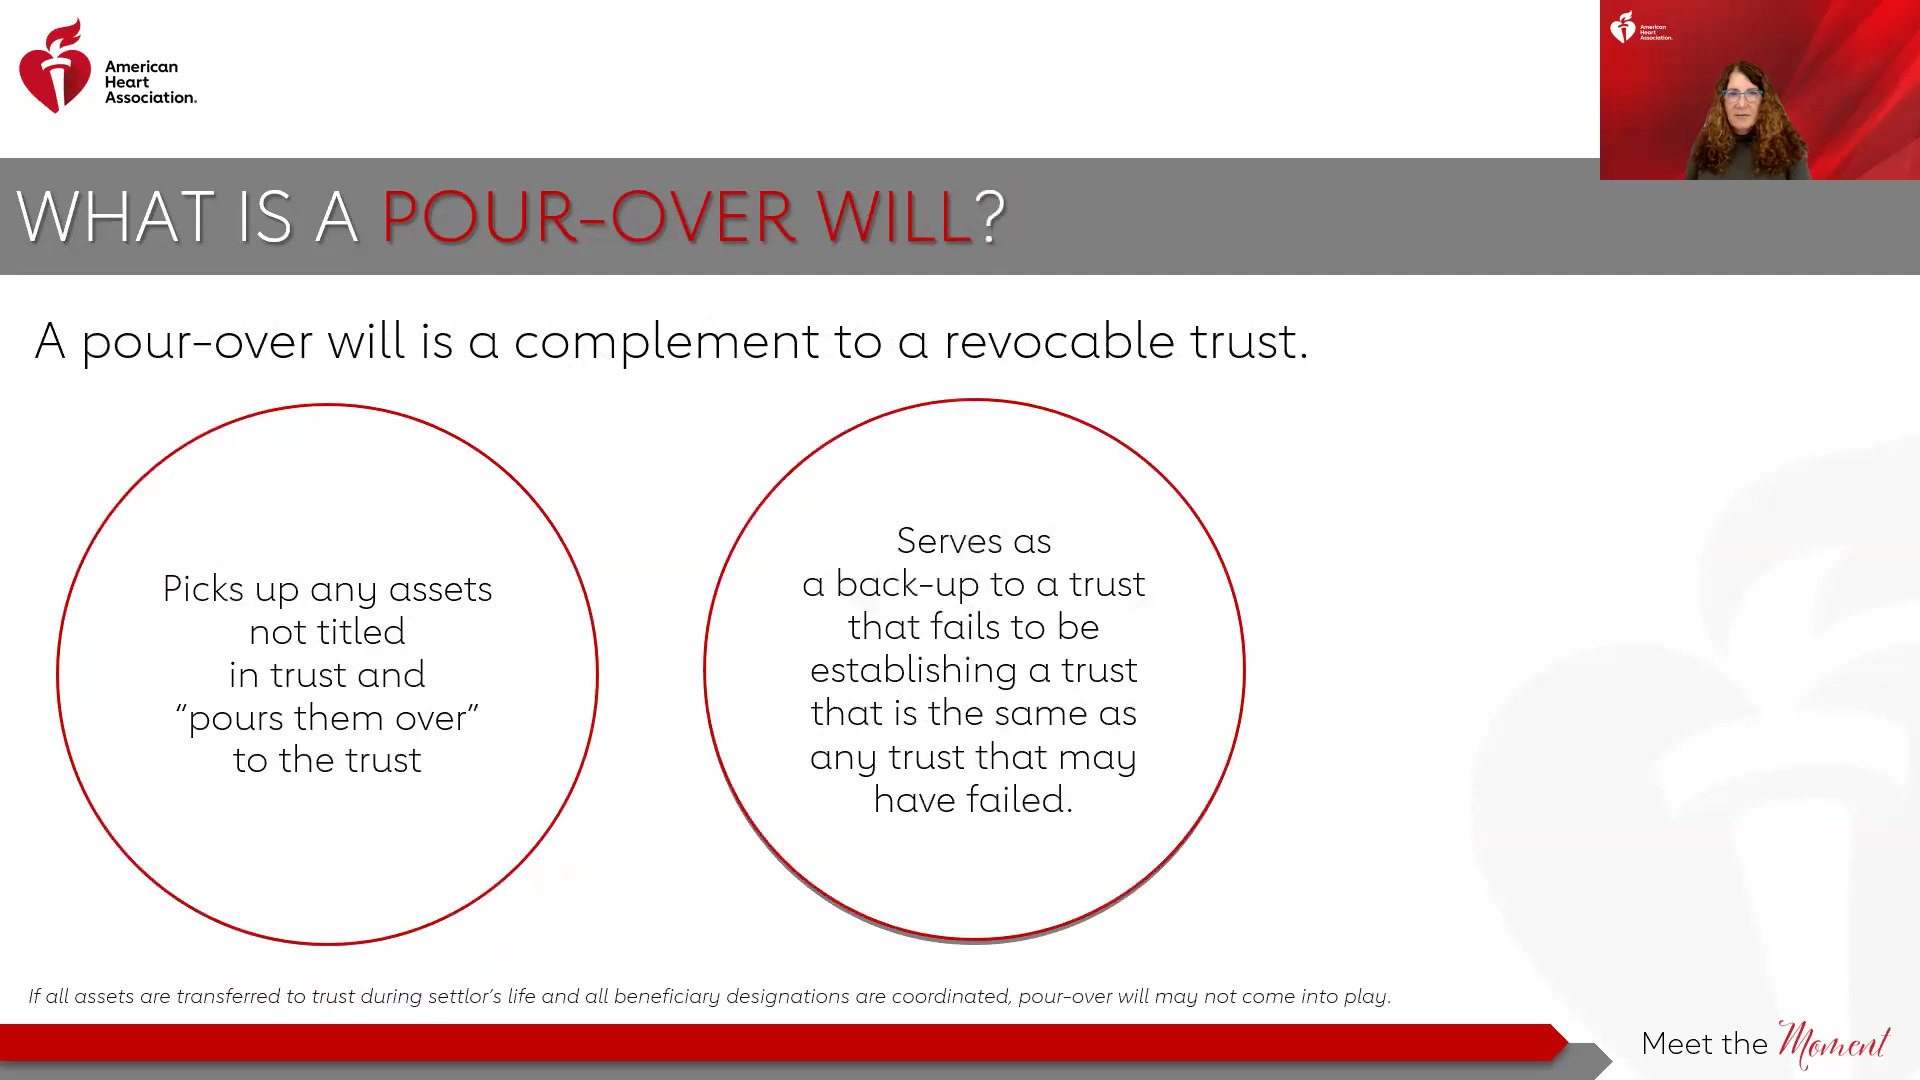 American
Heart
Association.
American
Heart
Association.
WHAT IS A POUR-OVER WILL?
A pour-over will is a complement to a revocable trust.
Picks up any assets
not titled
in trust and
“pours them over”
to the trust
Serves as
a back-up to a trust
that fails to be
establishing a trust
that is the same as
any trust that may
have failed.
If all assets are transferred to trust during settlor’s life and all beneficiary designations are coordinated, pour-over will may not come into play.
Meet the Moment